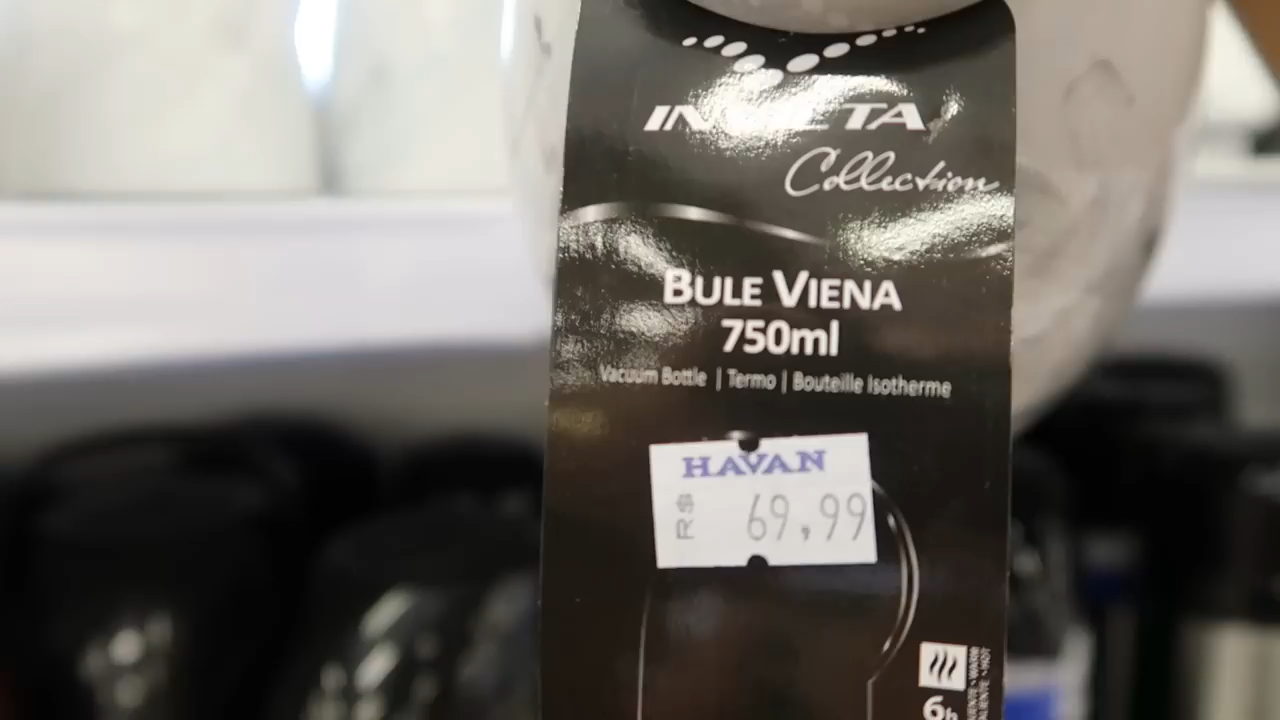 INVICTA
Collection
BULE VIENA
750ml
Vacuum Bottle | Termo | Bouteille Isotherme
HAVAN
R$ 69,99
6h